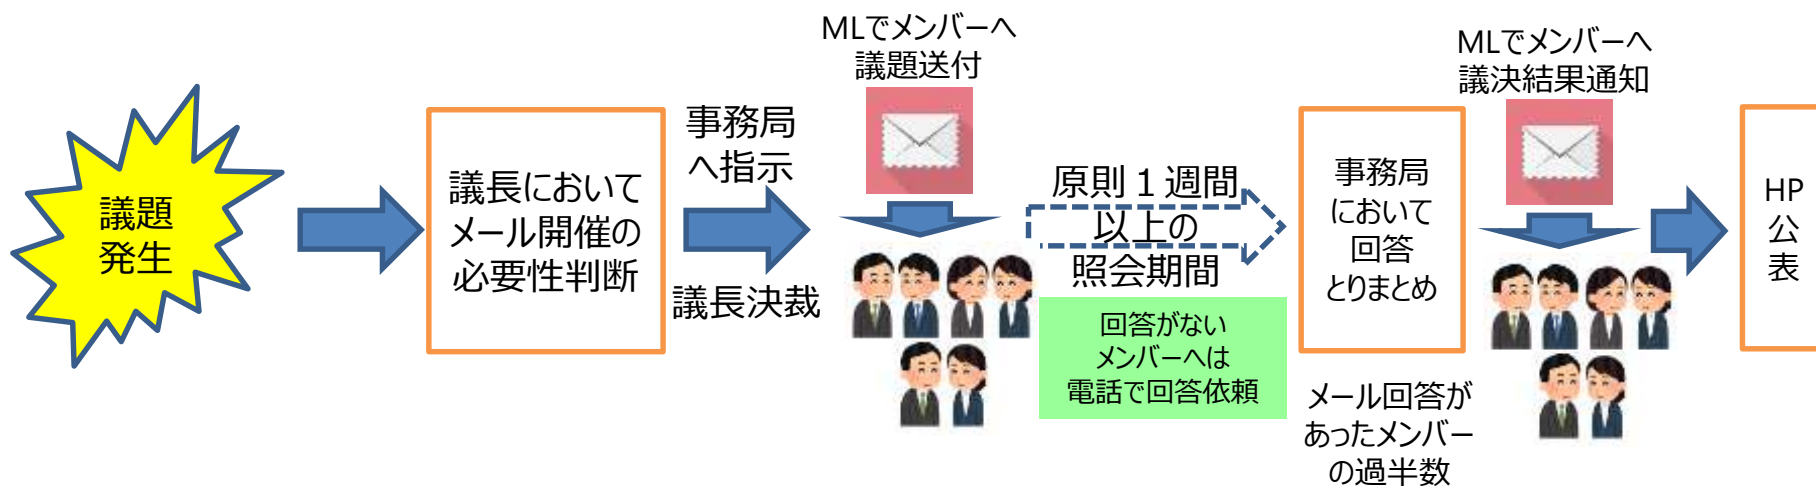 議題
発生
議長において
メール開催の
必要性判断
事務局
へ指示
議長決裁
MLでメンバーへ
議題送付
原則１週間
以上の
照会期間
回答がない
メンバーへは
電話で回答依頼
事務局
において
回答
とりまとめ
メール回答が
あったメンバー
の過半数
MLでメンバーへ
議決結果通知
HP
公
表